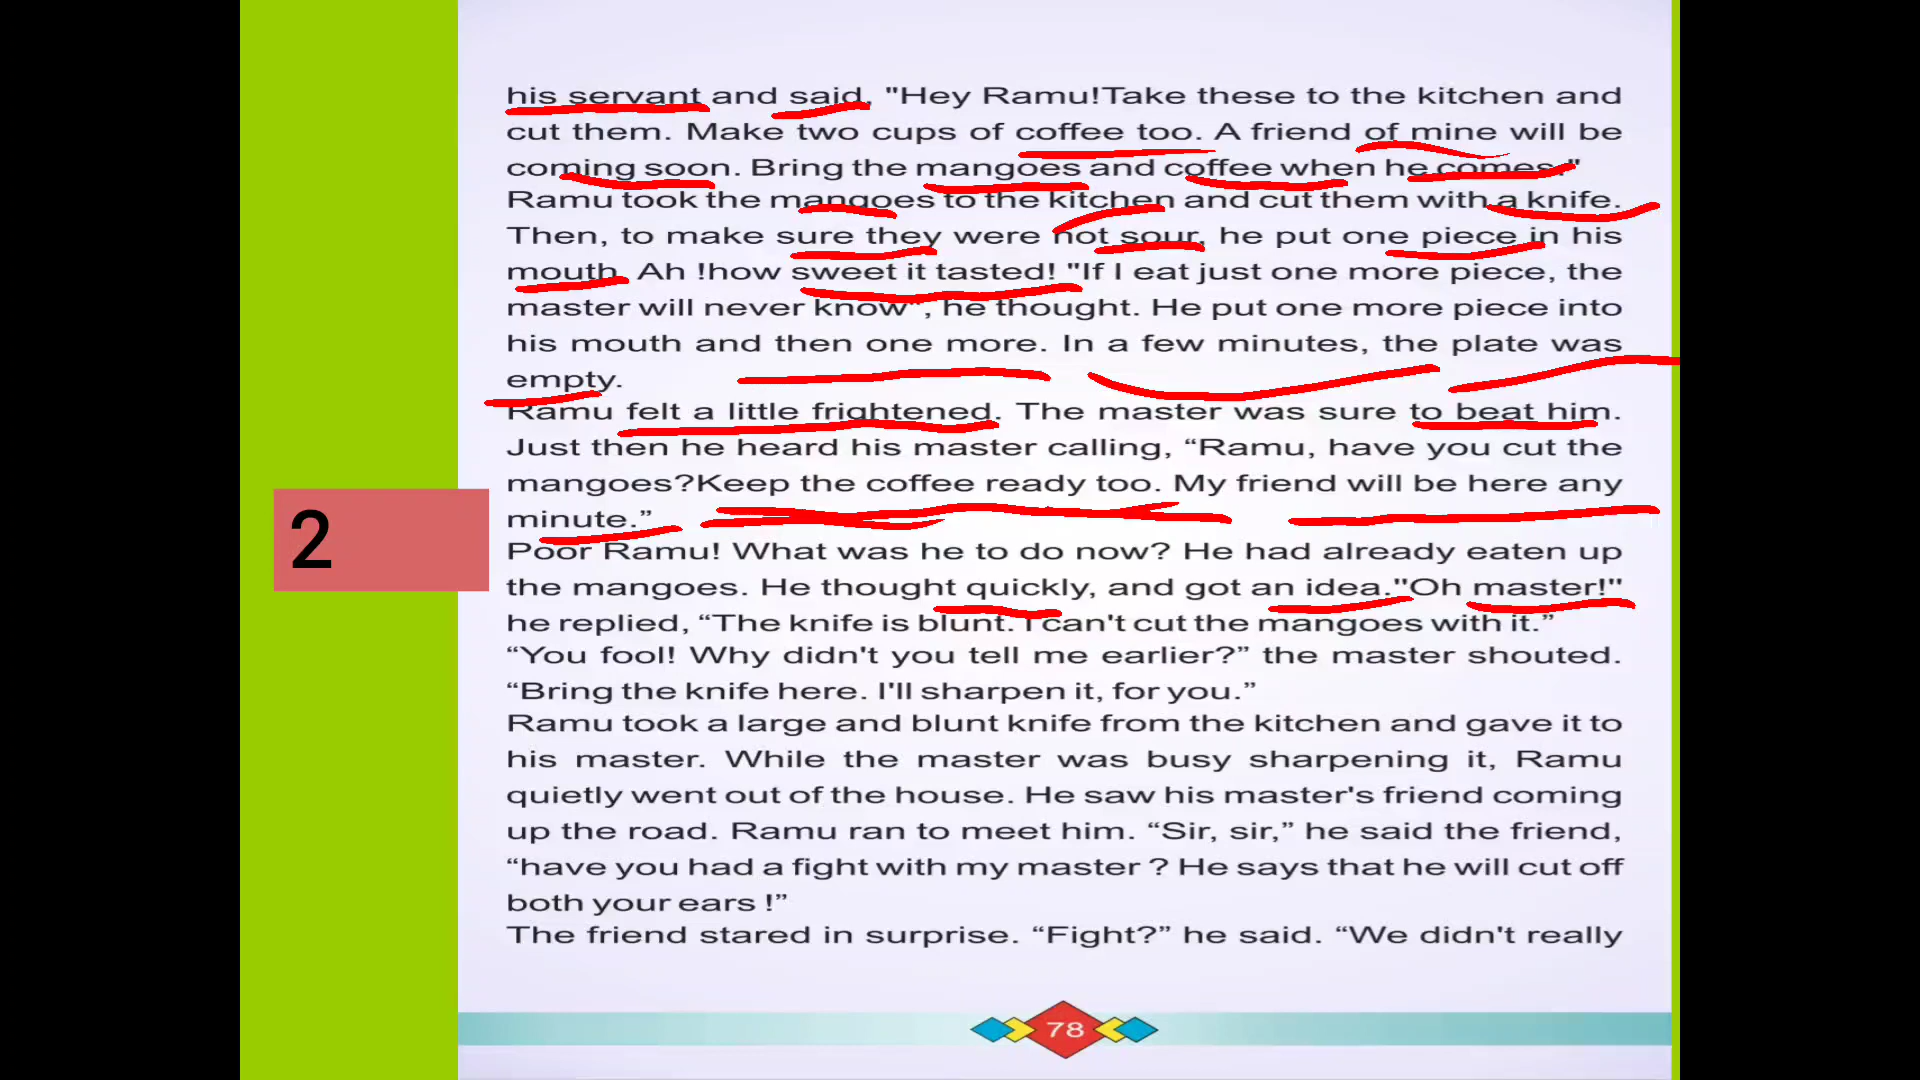 his servant and said, "Hey Ramu!Take these to the kitchen and
cut them. Make two cups of coffee too. A friend of mine will be
coming soon. Bring the mangoes and coffee when he comes."
Ramu took the mangoes to the kitchen and cut them with a knife.
Then, to make sure they were not sour, he put one piece in his
mouth. Ah !how sweet it tasted! "If I eat just one more piece, the
master will never know", he thought. He put one more piece into
his mouth and then one more. In a few minutes, the plate was
empty.
Ramu felt a little frightened. The master was sure to beat him.
Just then he heard his master calling, “Ramu, have you cut the
mangoes?Keep the coffee ready too. My friend will be here any
minute.”
2
Poor Ramu! What was he to do now? He had already eaten up
the mangoes. He thought quickly, and got an idea."Oh master!"
he replied, “The knife is blunt. I can't cut the mangoes with it.”
“You fool! Why didn't you tell me earlier?” the master shouted.
“Bring the knife here. I'll sharpen it, for you.”
Ramu took a large and blunt knife from the kitchen and gave it to
his master. While the master was busy sharpening it, Ramu
quietly went out of the house. He saw his master's friend coming
up the road. Ramu ran to meet him. “Sir, sir,” he said the friend,
“have you had a fight with my master ? He says that he will cut off
both your ears !”
The friend stared in surprise. “Fight?” he said. “We didn't really
78